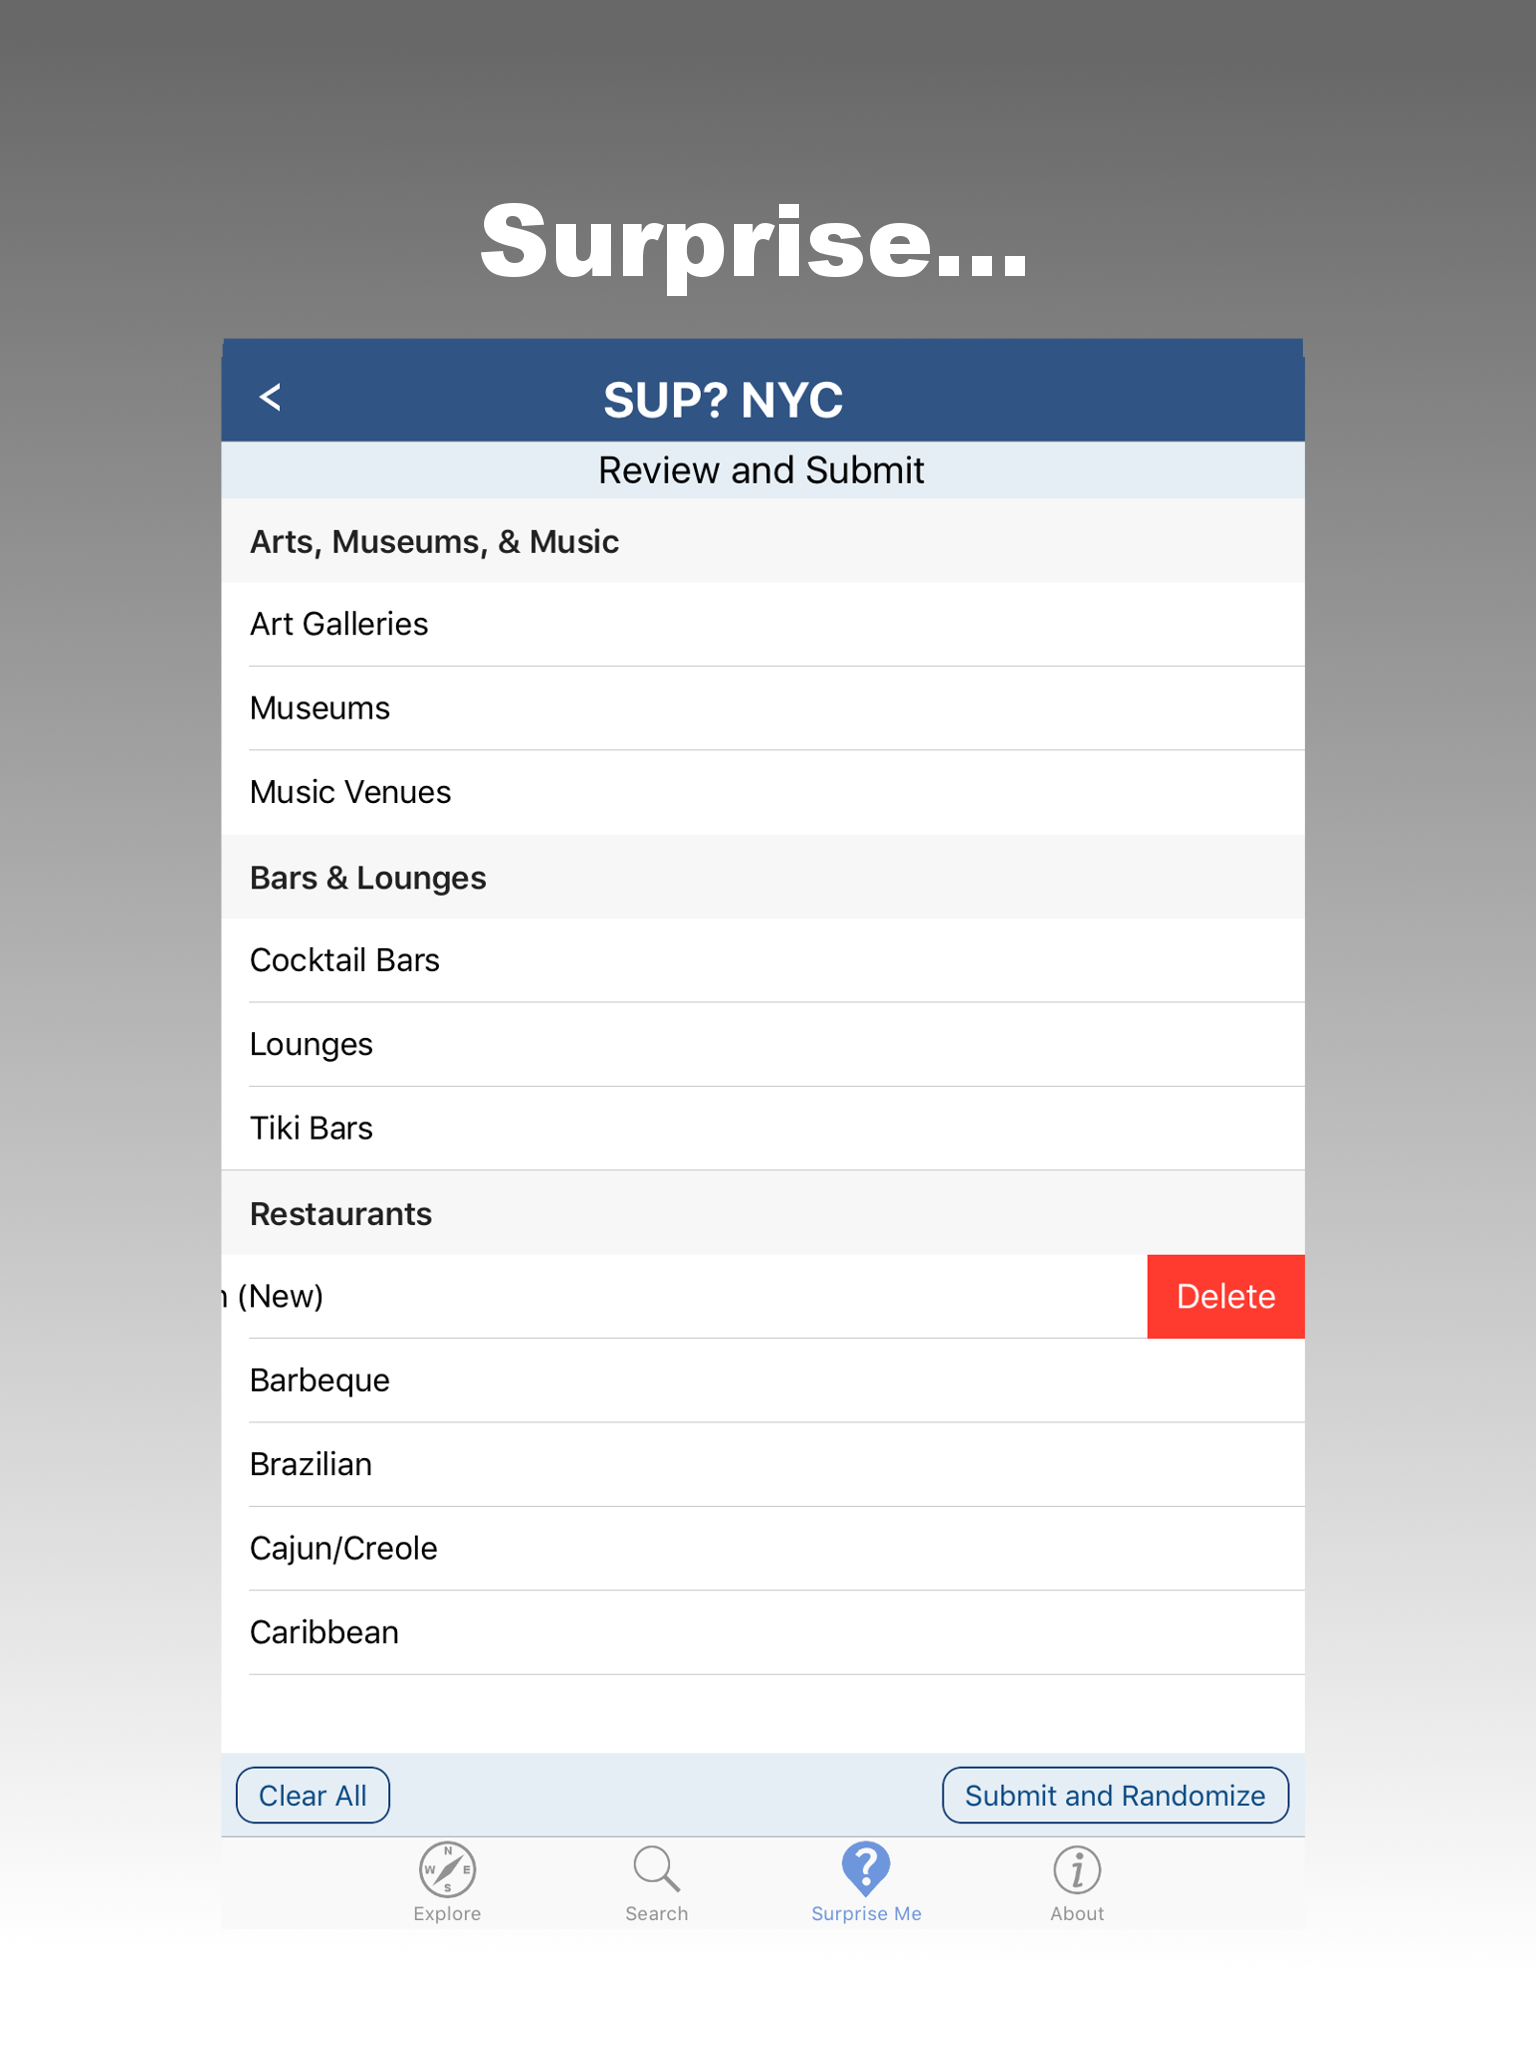 Surprise...
<
SUP? NYC
Review and Submit
Arts, Museums, & Music
Art Galleries
Museums
Music Venues
Bars & Lounges
Cocktail Bars
Lounges
Tiki Bars
Restaurants
(New)
Delete
Barbeque
Brazilian
Cajun/Creole
Caribbean
Clear All
Submit and Randomize
N
W E
S
?
i
Explore
Search
Surprise Me
About